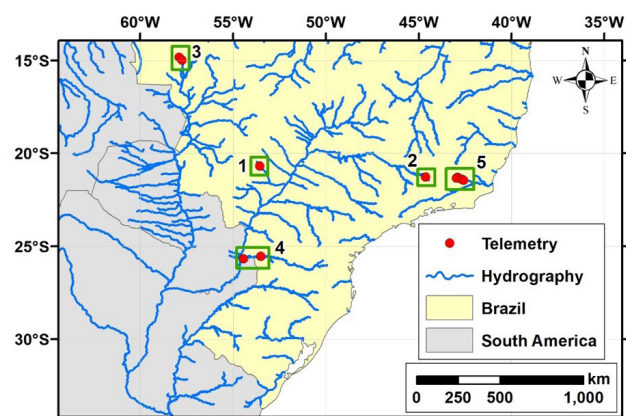 60°W 55°W 50°W 45°W 40°W 35°W
15°S
20°S
25°S
30°S
3
1
2
5
4
N
W E
S
Telemetry
Hydrography
Brazil
South America
km
0 250 500 1,000